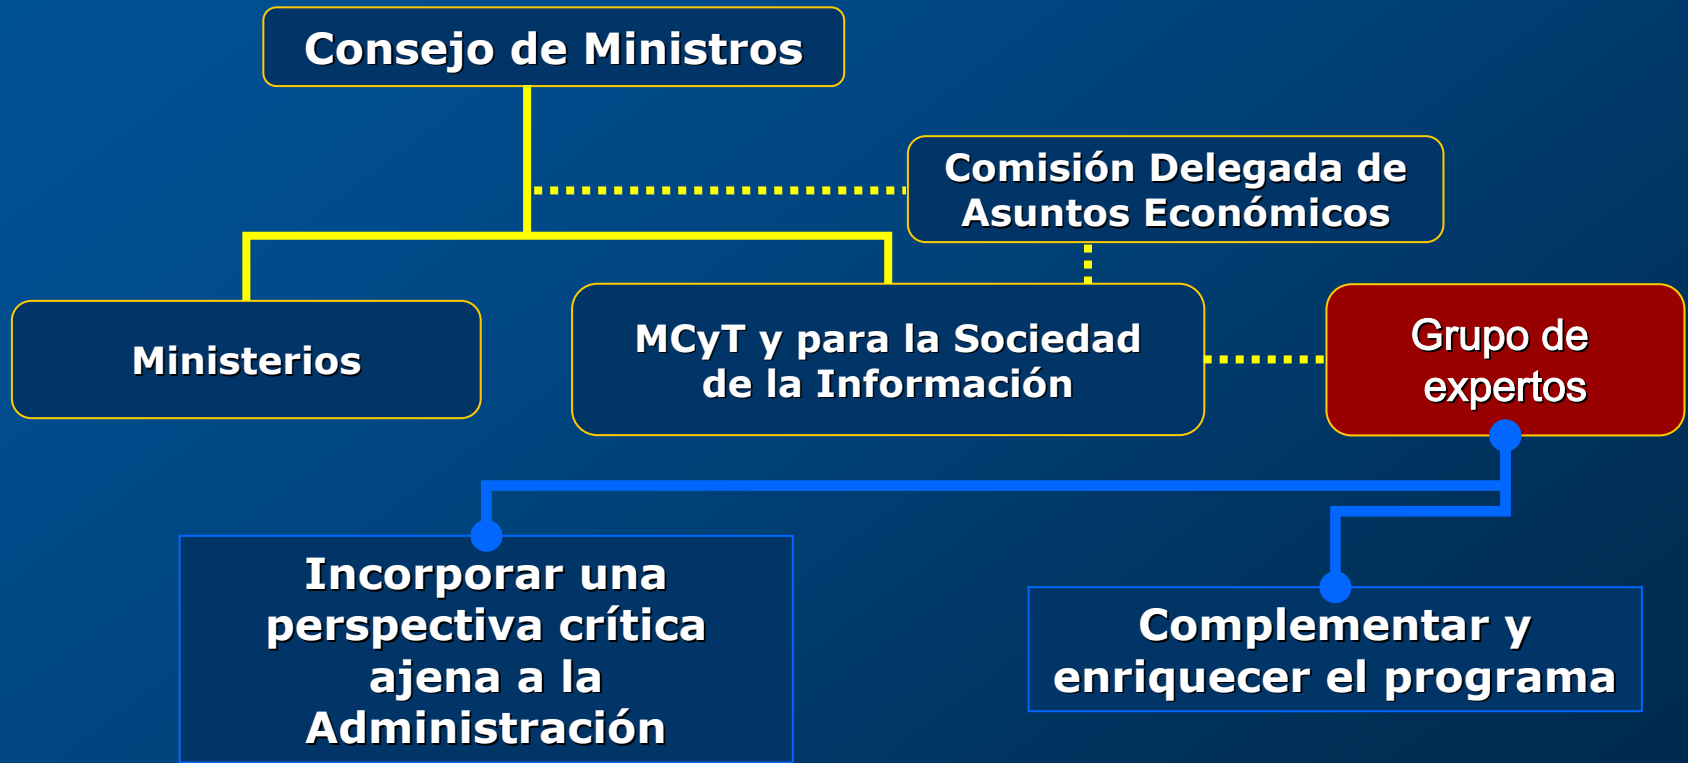 Consejo de Ministros
Comisión Delegada de
Asuntos Económicos
Ministerios
MCyT y para la Sociedad
de la Información
Grupo de
expertos
Incorporar una
perspectiva crítica
ajena a la
Administración
Complementar y
enriquecer el programa